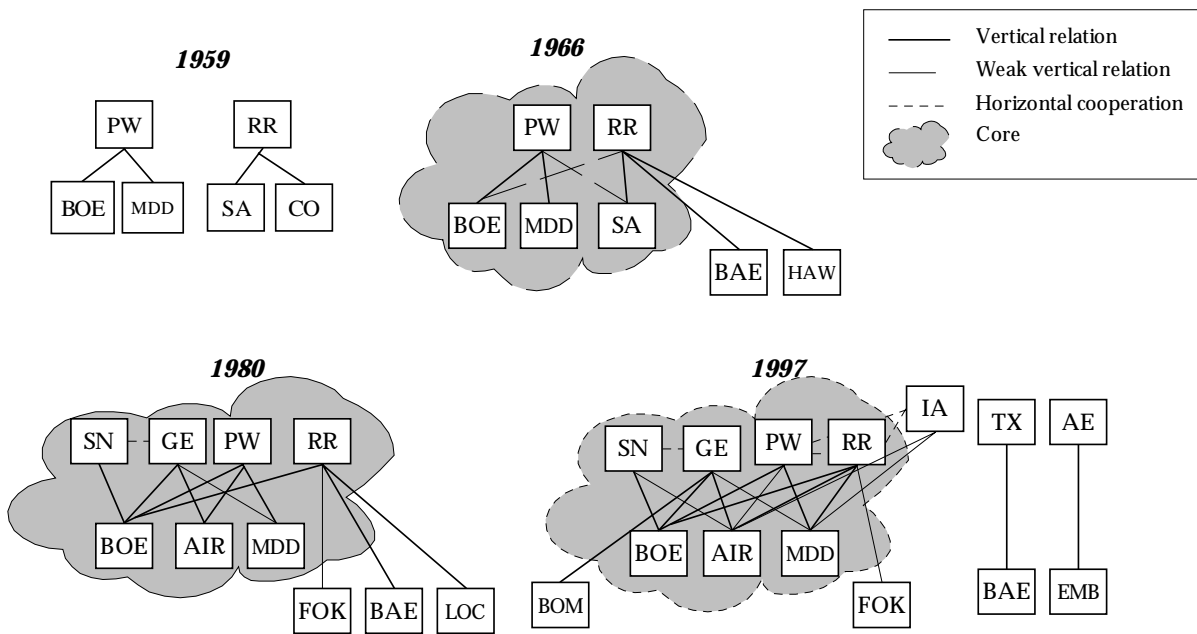 1959
PW RR
BOE MDD SA CO
1966
PW RR
BOE MDD SA
BAE HAW
Vertical relation
Weak vertical relation
Horizontal cooperation
Core
1980
SN GE PW RR
BOE AIR MDD
FOK BAE LOC
1997
SN GE PW RR IA TX AE
BOE AIR MDD
BOM FOK BAE EMB